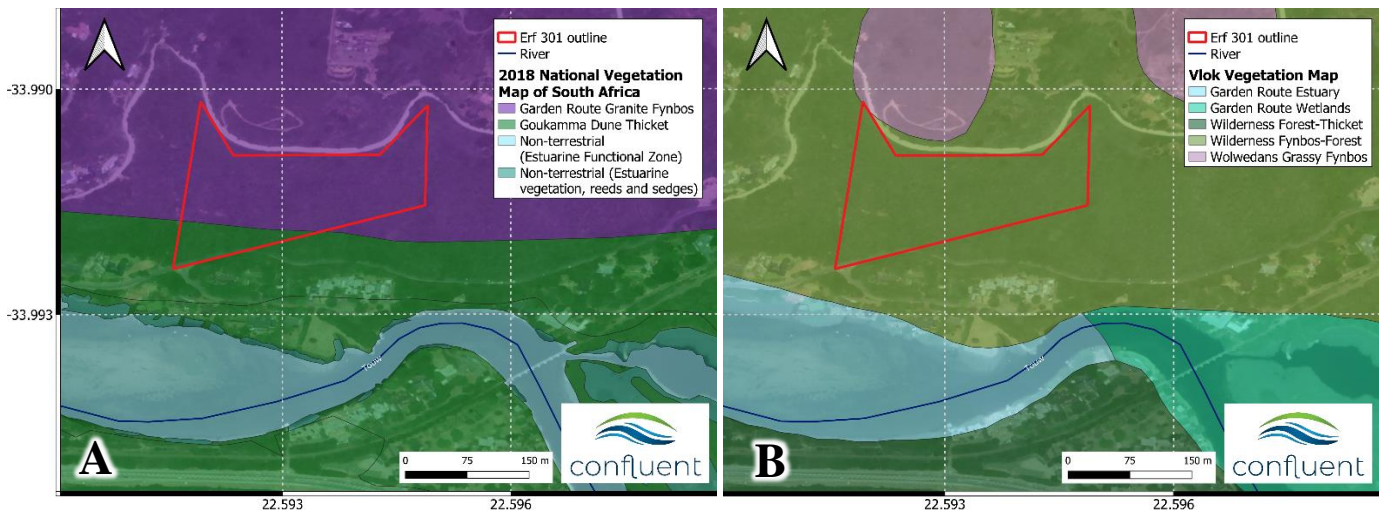 Erf 301 outline
River
2018 National Vegetation
Map of South Africa
Garden Route Granite Fynbos
Goukamma Dune Thicket
Non-terrestrial
(Estuarine Functional Zone)
Non-terrestrial (Estuarine
vegetation, reeds and sedges)
-33.990
-33.993
Touw
A
confluent
0 75 150 m
22.593 22.596
Erf 301 outline
River
Vlok Vegetation Map
Garden Route Estuary
Garden Route Wetlands
Wilderness Forest-Thicket
Wilderness Fynbos-Forest
Wolwedans Grassy Fynbos
Touw
B
confluent
0 75 150 m
22.593 22.596